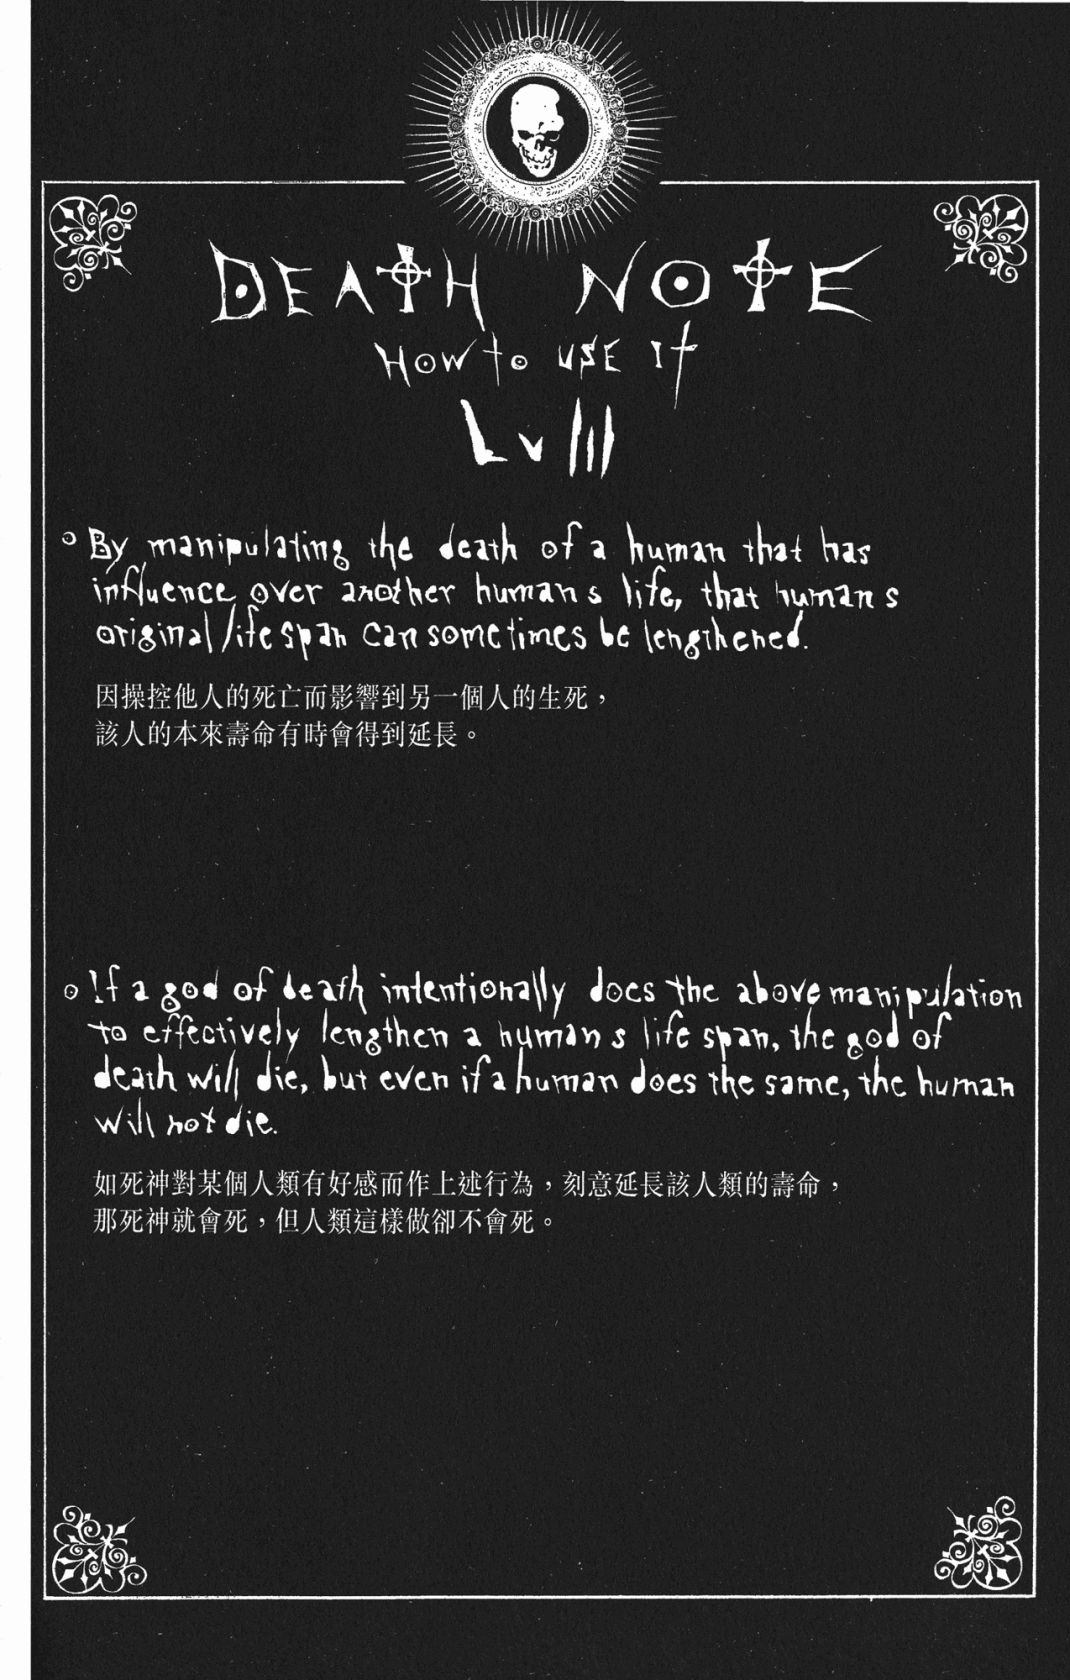 DEATH NOTE
HOW to USE It
LvIII
By manipulating the death of a human that has
influence over another humans life, that humans
original life span can sometimes be lengthened.
因操控他人的死亡而影響到另一個人的生死，
該人的本來壽命有時會得到延長。
If a god of death intentionally does the above manipulation
to effectively lengthen a humans life span, the god of
death will die, but even if a human does the same, the human
will not die.
如死神對某個人類有好感而作上述行為，刻意延長該人類的壽命，
那死神就會死，但人類這樣做卻不會死。